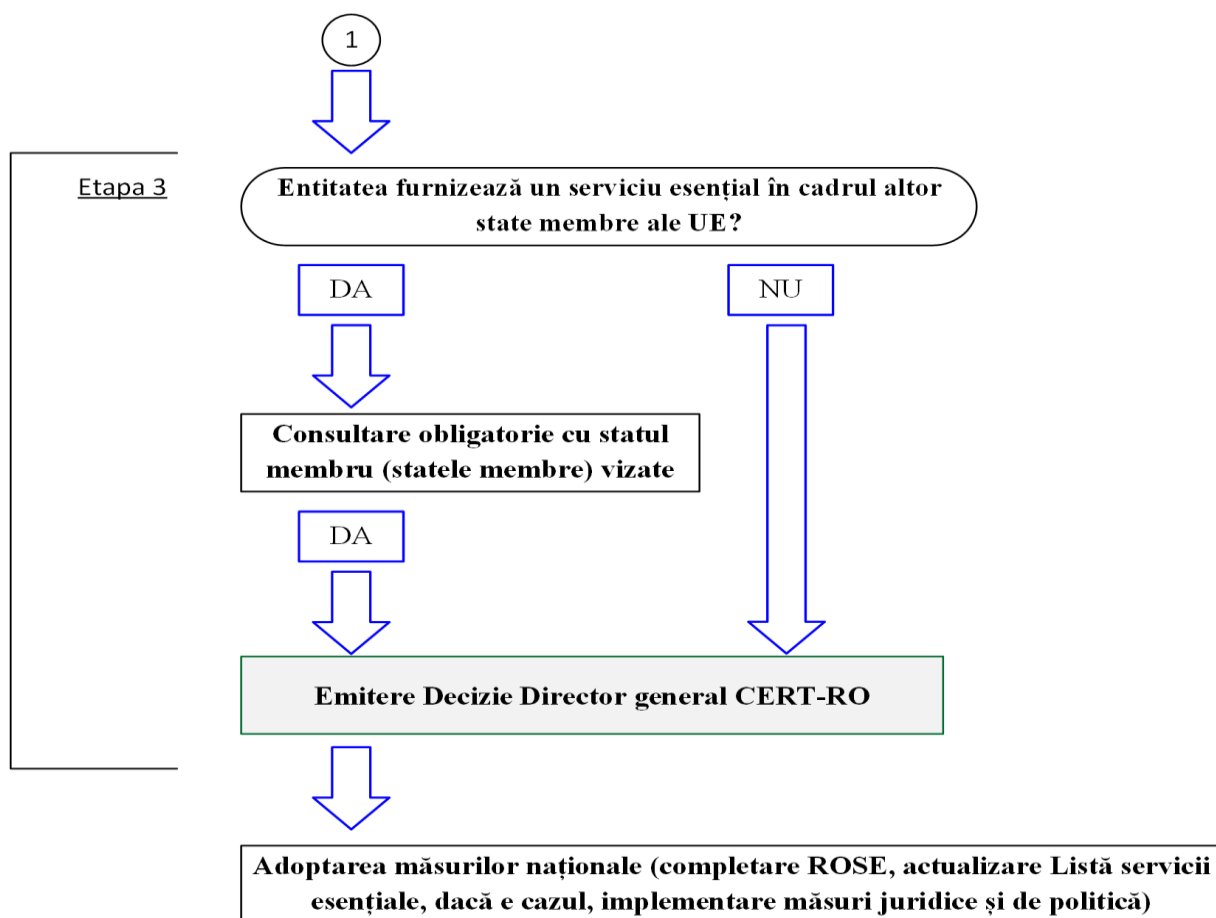 1
Etapa 3
Entitatea furnizează un serviciu esențial în cadrul altor
state membre ale UE?
DA
NU
Consultare obligatorie cu statul
membru (statele membre) vizate
DA
Emitere Decizie Director general CERT-RO
Adoptarea măsurilor naționale (completare ROSE, actualizare Listă servicii
esențiale, dacă e cazul, implementare măsuri juridice și de politică)